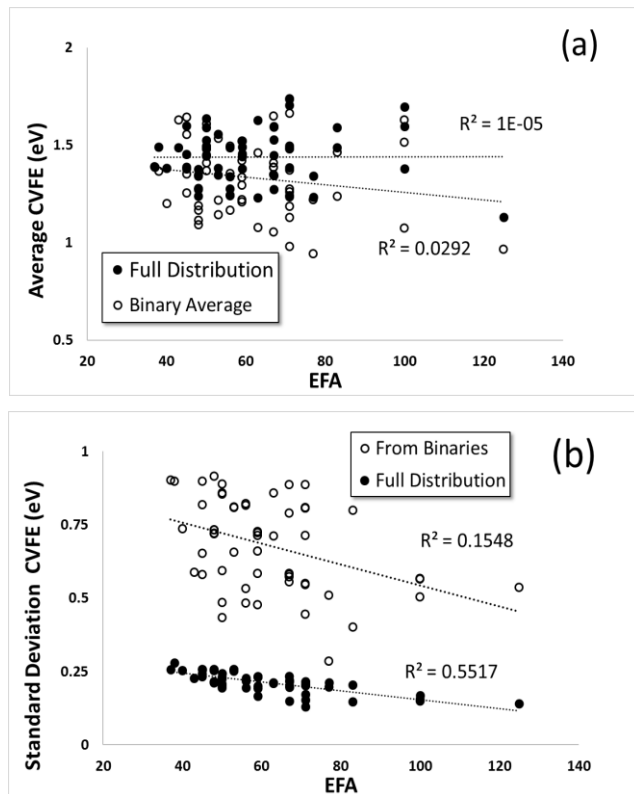 (a)
2
1.5
1
0.5
Average CVFE (eV)
R² = 1E-05
R² = 0.0292
Full Distribution
Binary Average
20 40 60 80 100 120 140
EFA
(b)
1
0.75
0.5
0.25
0
Standard Deviation CVFE (eV)
From Binaries
Full Distribution
R² = 0.1548
R² = 0.5517
20 40 60 80 100 120 140
EFA